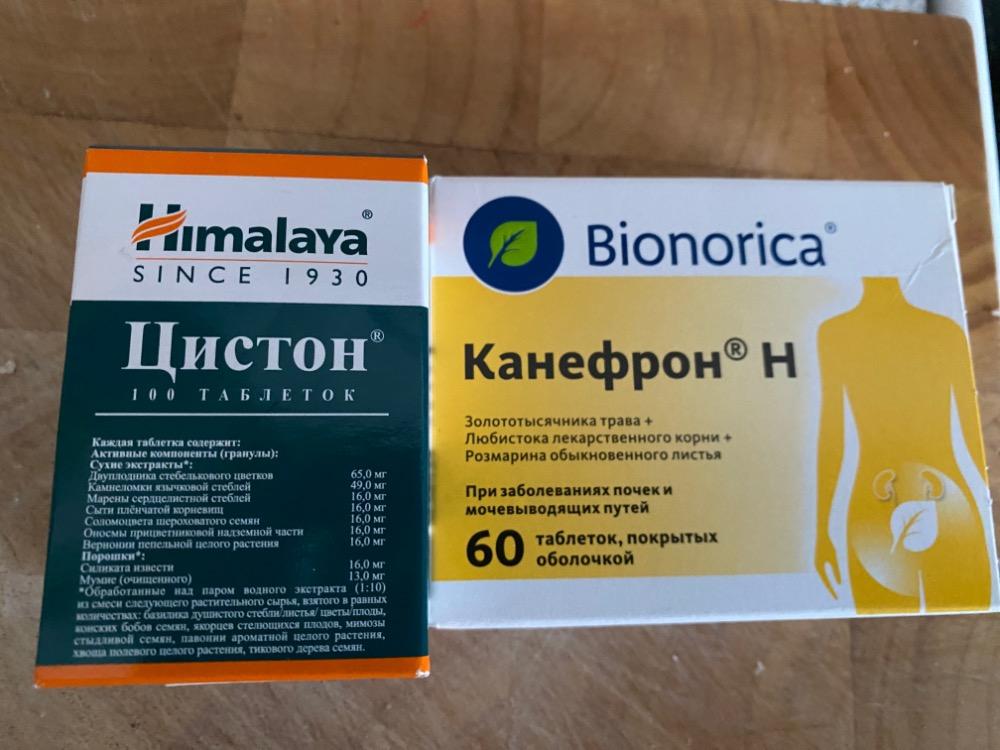 Himalaya®
SINCE 1930
Цистон®
100 ТАБЛЕТОК
Каждая таблетка содержит:
Активные компоненты (гранулы):
Сухие экстракты*:
Двуплодника стебелькового цветков 65,0 мг
Камнеломки язычковой стеблей 49,0 мг
Марены сердцелистной стеблей 16,0 мг
Сыти плёнчатой корневищ 16,0 мг
Соломоцвета шероховатого семян 16,0 мг
Оносмы прицветниковой надземной части 16,0 мг
Вернонии пепельной целого растения 16,0 мг
Порошки*:
Силиката извести 16,0 мг
Мумие (очищенного) 13,0 мг
*Обработанные над паром водного экстракта (1:10)
из смеси следующего растительного сырья, взятого в равных
количествах: базилика душистого стебли/листья/ цветы/плоды,
конских бобов семян, якорцев стелющихся плодов, мимозы
стыдливой семян, павонии ароматной целого растения,
хвоща полевого целого растения, тикового дерева семян.
Bionorica®
Канефрон® Н
Золототысячника трава +
Любистока лекарственного корни +
Розмарина обыкновенного листья
При заболеваниях почек и
мочевыводящих путей
60 таблеток, покрытых
оболочкой